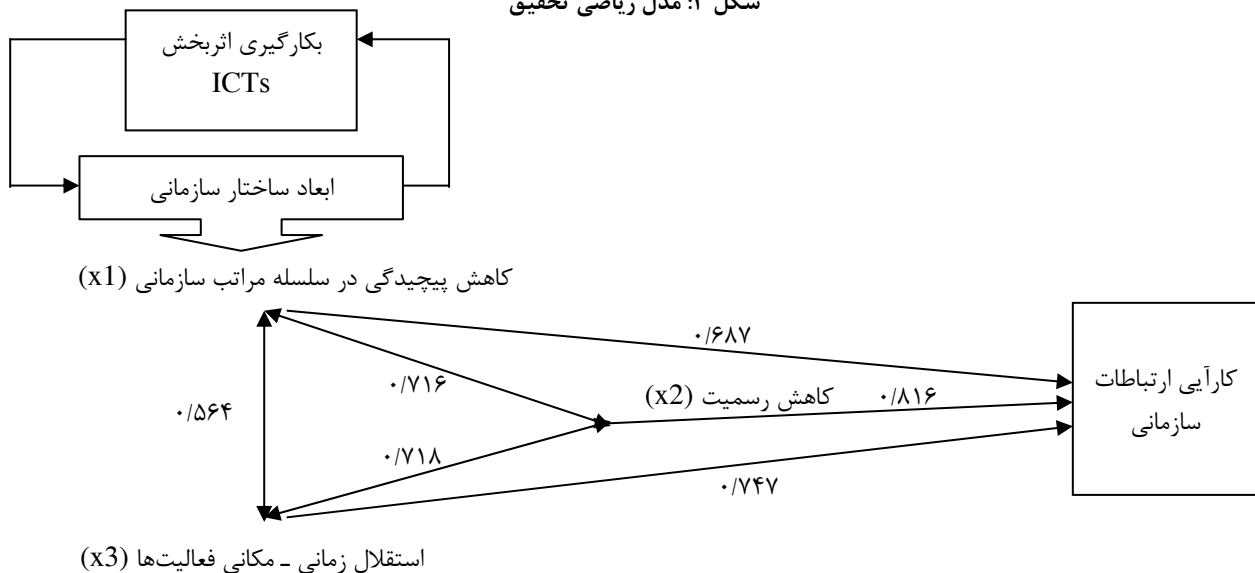 شکل ۲: مدل ریاضی تحقیق
بکارگیری اثربخش
ICTs
ابعاد ساختار سازمانی
کاهش پیچیدگی در سلسله مراتب سازمانی (x1)
۰/۶۸۷
۰/۷۱۶
کاهش رسمیت (x2)
۰/۸۱۶
کارآیی ارتباطات
سازمانی
۰/۵۶۴
۰/۷۱۸
۰/۷۴۷
استقلال زمانی ـ مکانی فعالیت‌ها (x3)